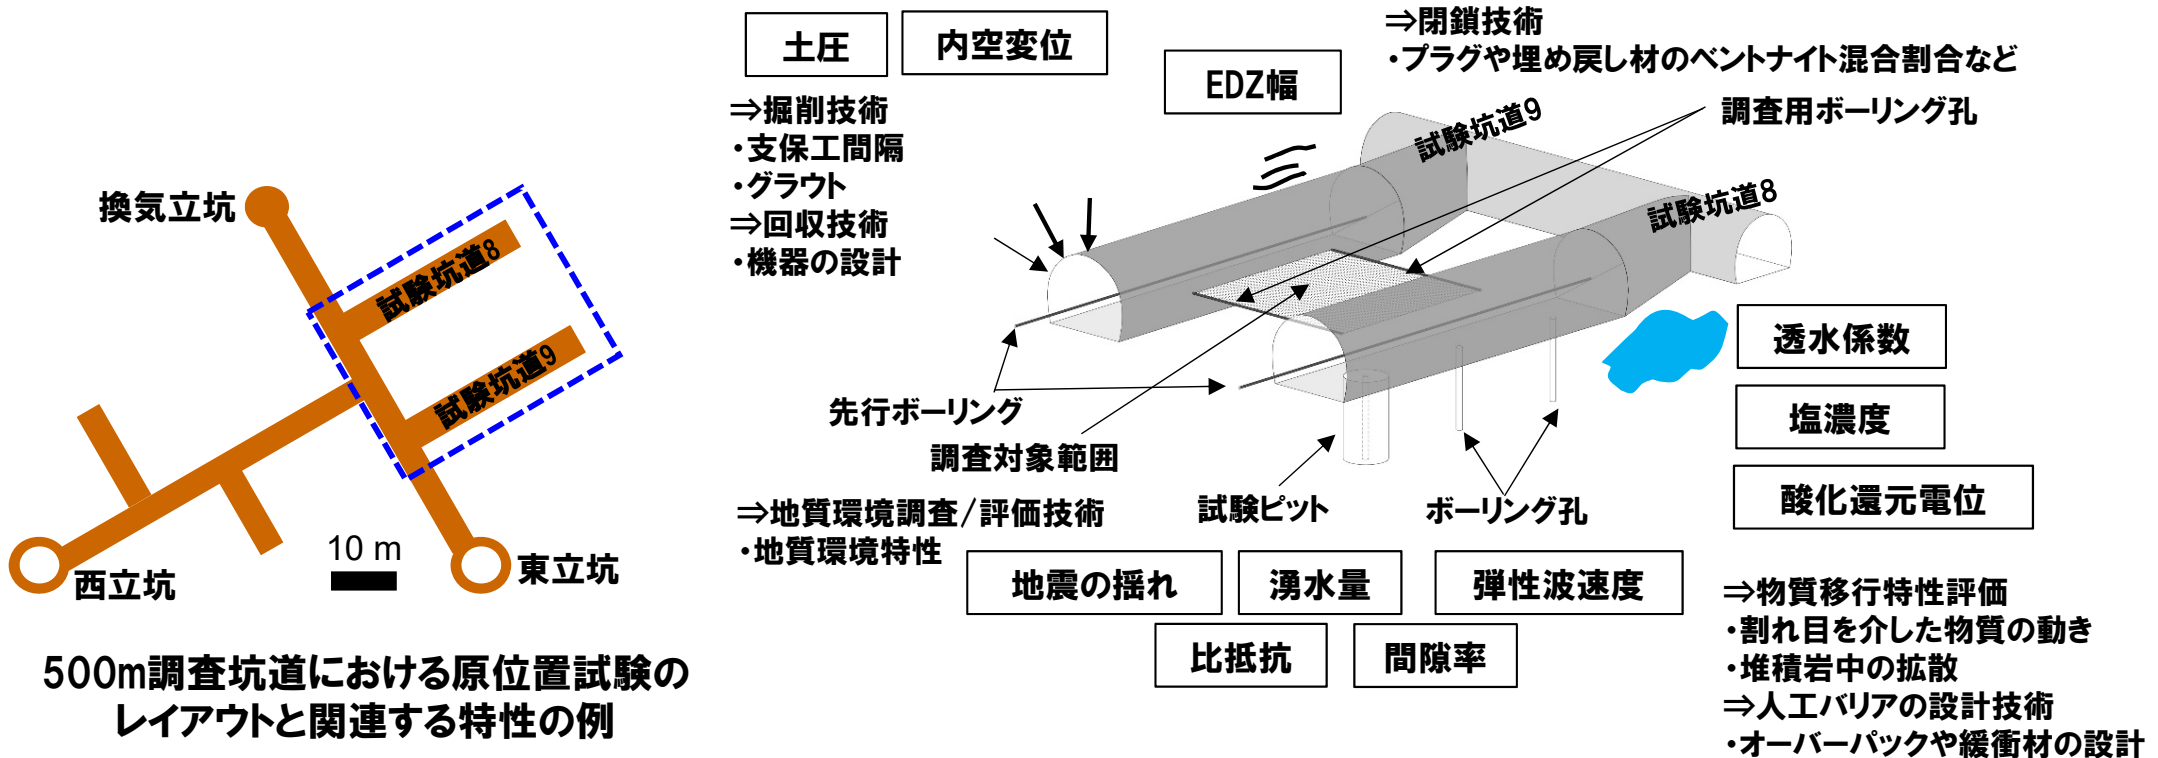 換気立坑
試験坑道8
試験坑道9
西立坑
10 m
東立坑
500m調査坑道における原位置試験の
レイアウトと関連する特性の例
土圧
内空変位
⇒掘削技術
・支保工間隔
・グラウト
⇒回収技術
・機器の設計
EDZ幅
⇒閉鎖技術
・プラグや埋め戻し材のベントナイト混合割合など
調査用ボーリング孔
試験坑道9
試験坑道8
先行ボーリング
調査対象範囲
試験ピット
ボーリング孔
⇒地質環境調査/評価技術
・地質環境特性
透水係数
塩濃度
酸化還元電位
地震の揺れ
湧水量
弾性波速度
比抵抗
間隙率
⇒物質移行特性評価
・割れ目を介した物質の動き
・堆積岩中の拡散
⇒人工バリアの設計技術
・オーバーパックや緩衝材の設計